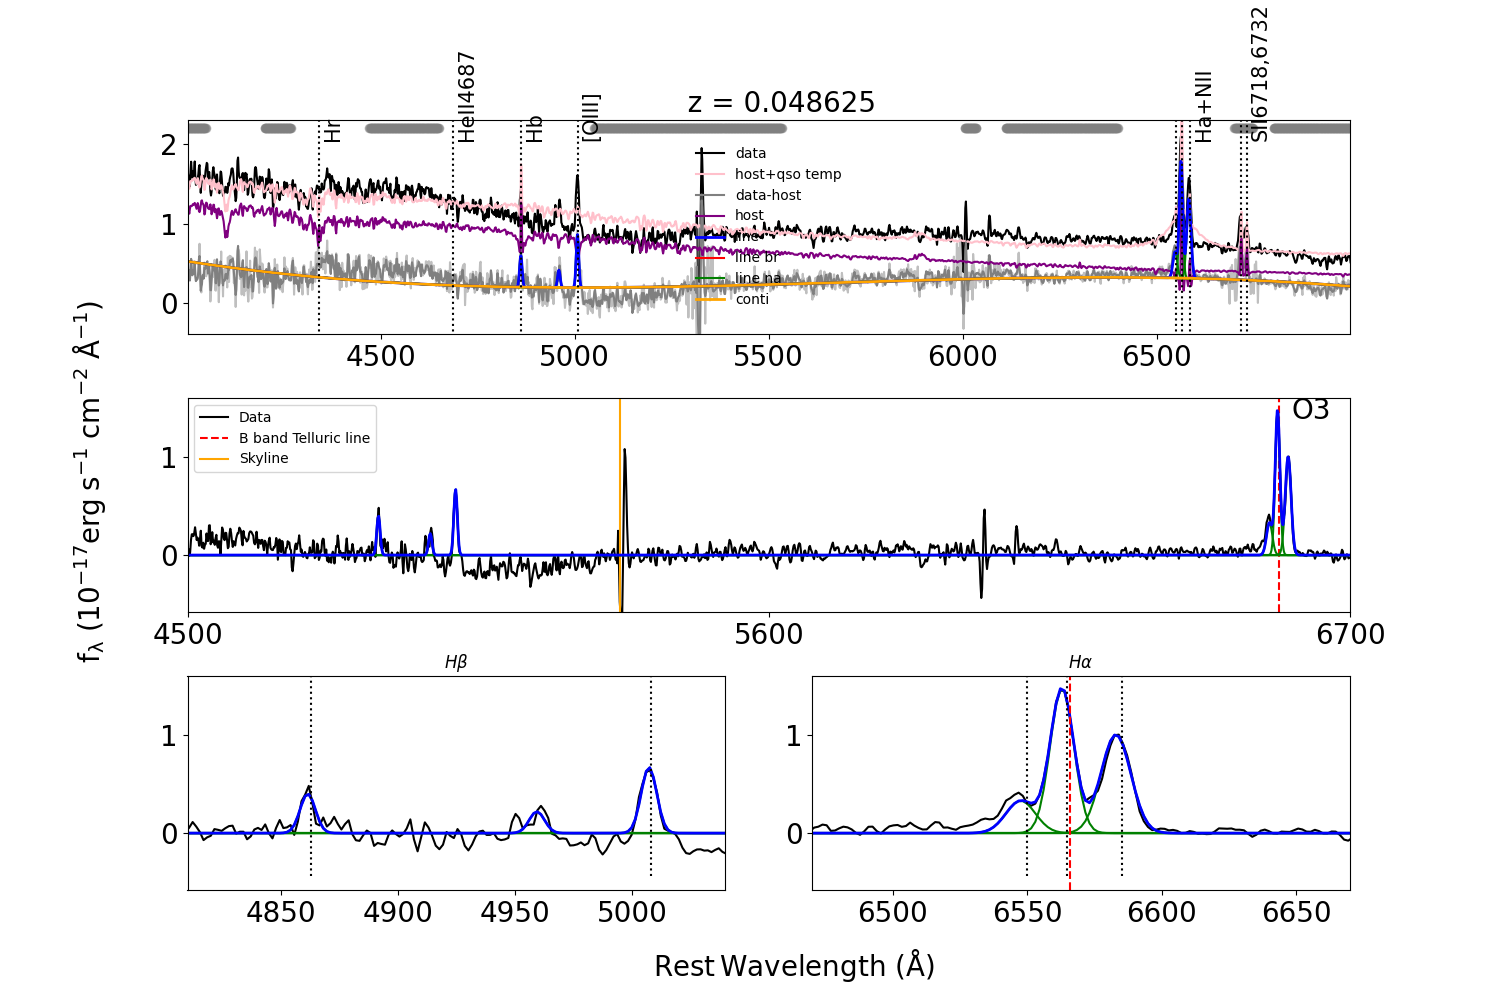 z = 0.048625
Hr
HeII4687
Hb
[OIII]
Ha+NII
SII6718,6732
data
host+qso temp
data-host
host
line
line br
line na
conti
2
1
0
4500 5000 5500 6000 6500
Data
B band Telluric line
Skyline
O3
1
0
4500 5600 6700
fλ (10⁻¹⁷erg s⁻¹ cm⁻² Å⁻¹)
Hβ
1
0
4850 4900 4950 5000
Hα
1
0
6500 6550 6600 6650
Rest Wavelength (Å)